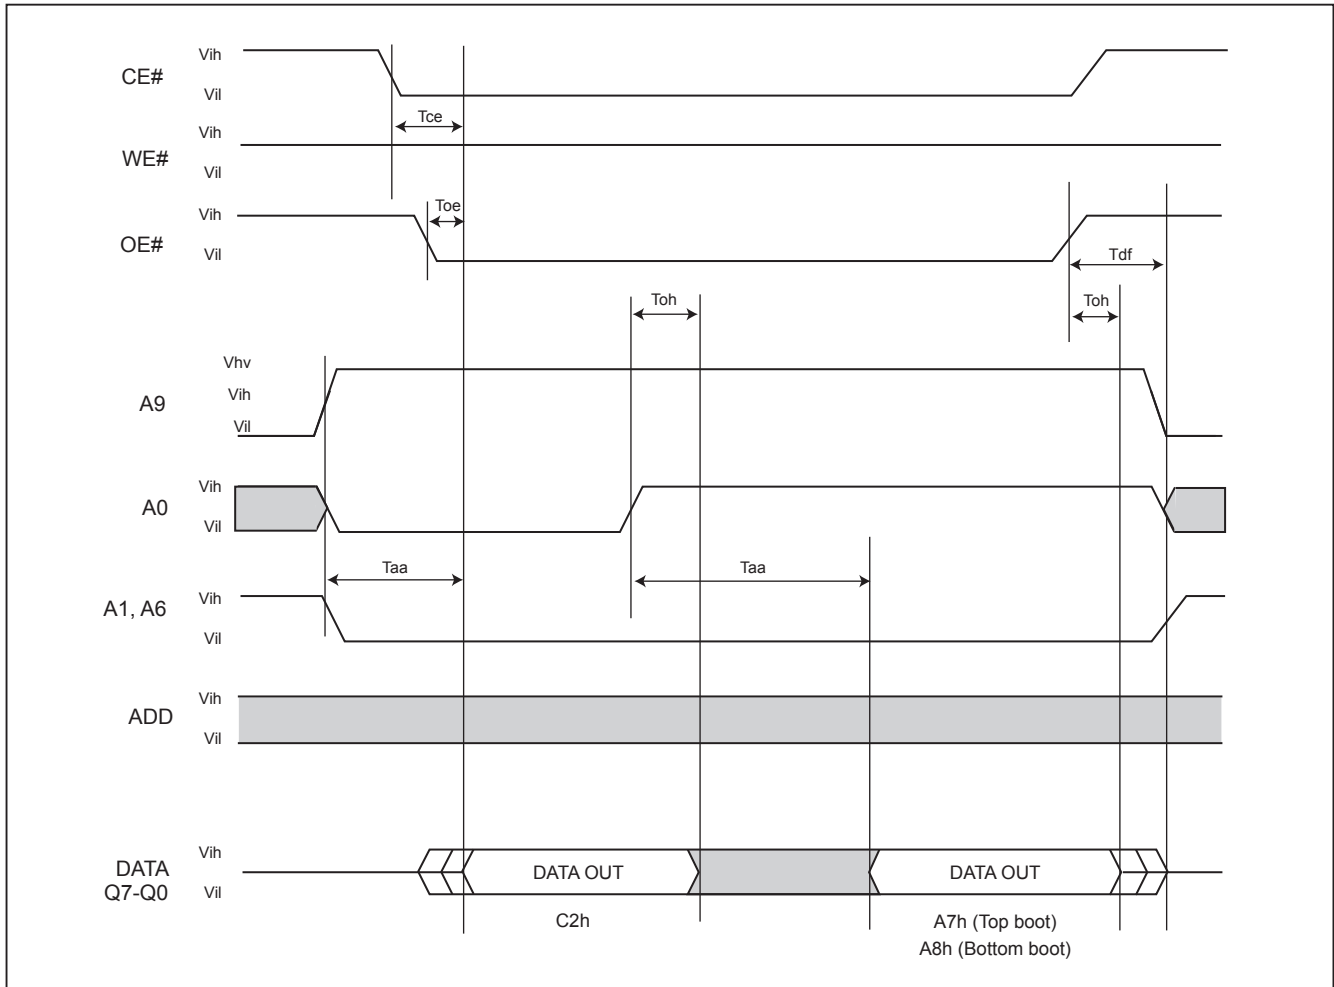 Vih
CE#
Vil
Tce
Vih
WE#
Vil
Toe
Vih
OE#
Vil
Tdf
Toh
Toh
Vhv
Vih
A9
Vil
Vih
A0
Vil
Taa
Taa
Vih
A1, A6
Vil
Vih
ADD
Vil
Vih
DATA
Q7-Q0
Vil
DATA OUT
DATA OUT
C2h
A7h (Top boot)
A8h (Bottom boot)